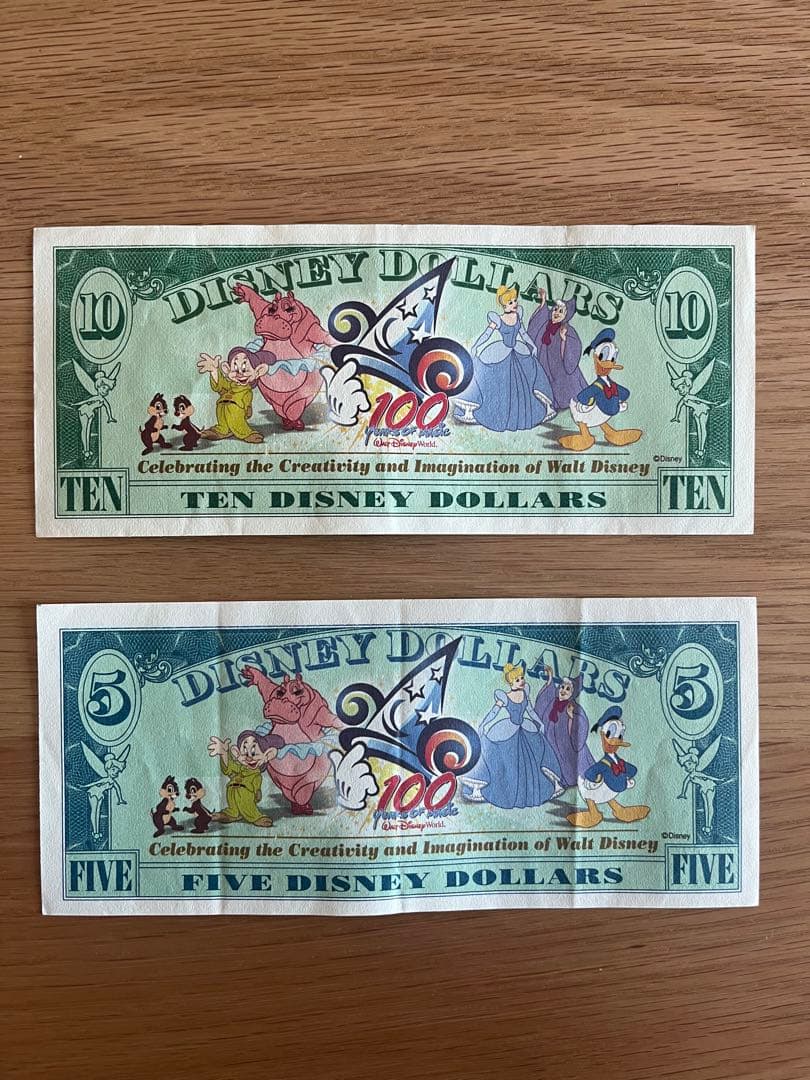 DISNEY DOLLARS
10 10
100
YEARS OF MAGIC
Walt Disney World.
©Disney
Celebrating the Creativity and Imagination of Walt Disney
TEN TEN
TEN DISNEY DOLLARS
DISNEY DOLLARS
5 5
100
YEARS OF MAGIC
Walt Disney World.
©Disney
Celebrating the Creativity and Imagination of Walt Disney
FIVE FIVE
FIVE DISNEY DOLLARS